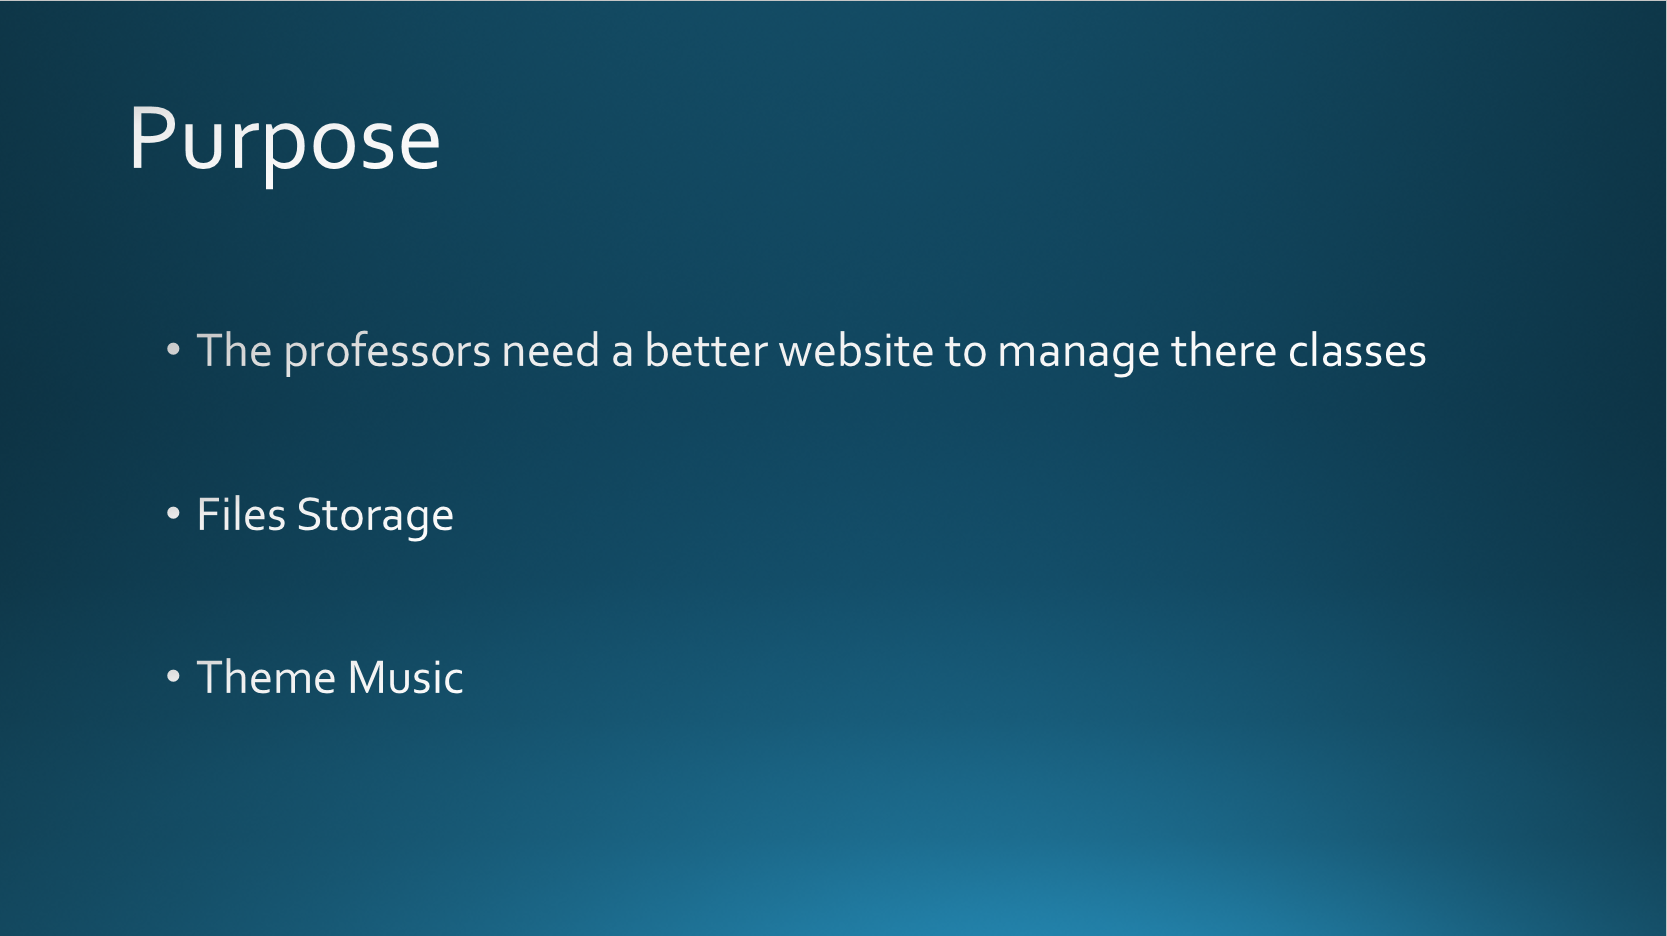 Purpose
• The professors need a better website to manage there classes
• Files Storage
• Theme Music